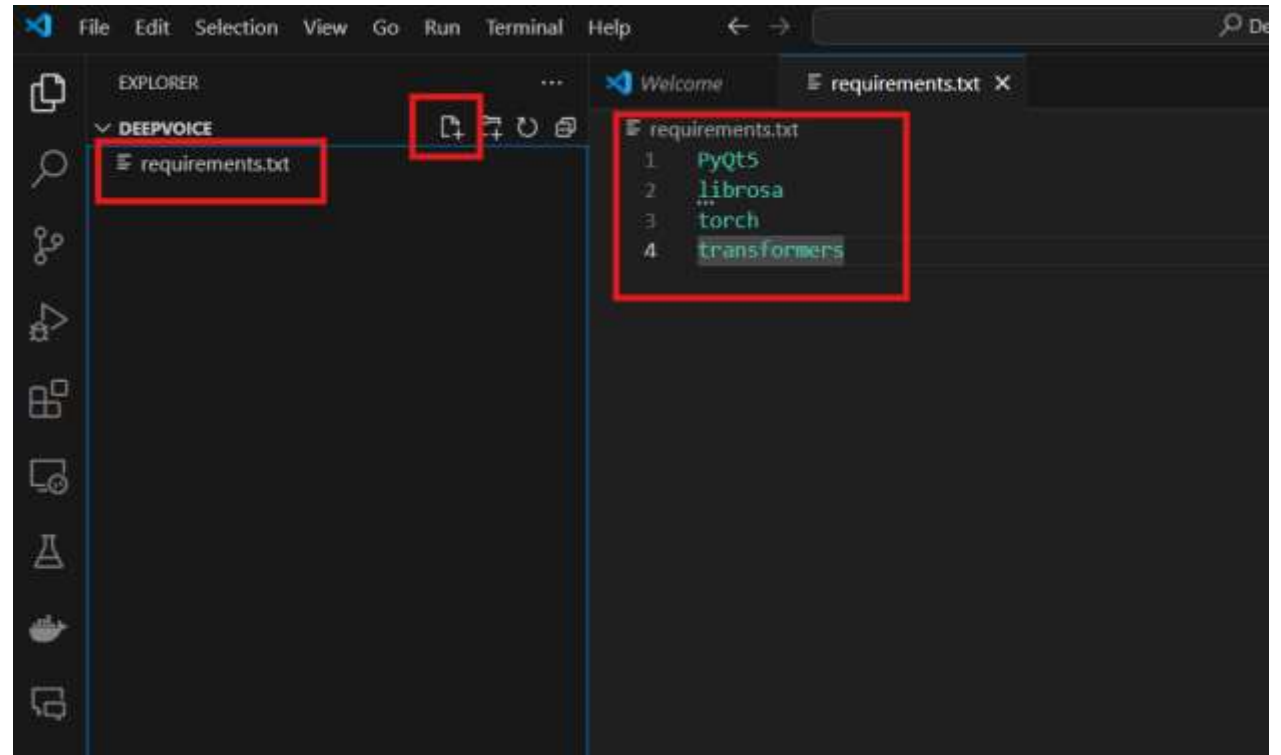 File Edit Selection View Go Run Terminal Help
De
EXPLORER
Welcome
requirements.txt
DEEPVOICE
requirements.txt
requirements.txt
1 PyQt5
2 librosa
3 torch
4 transformers